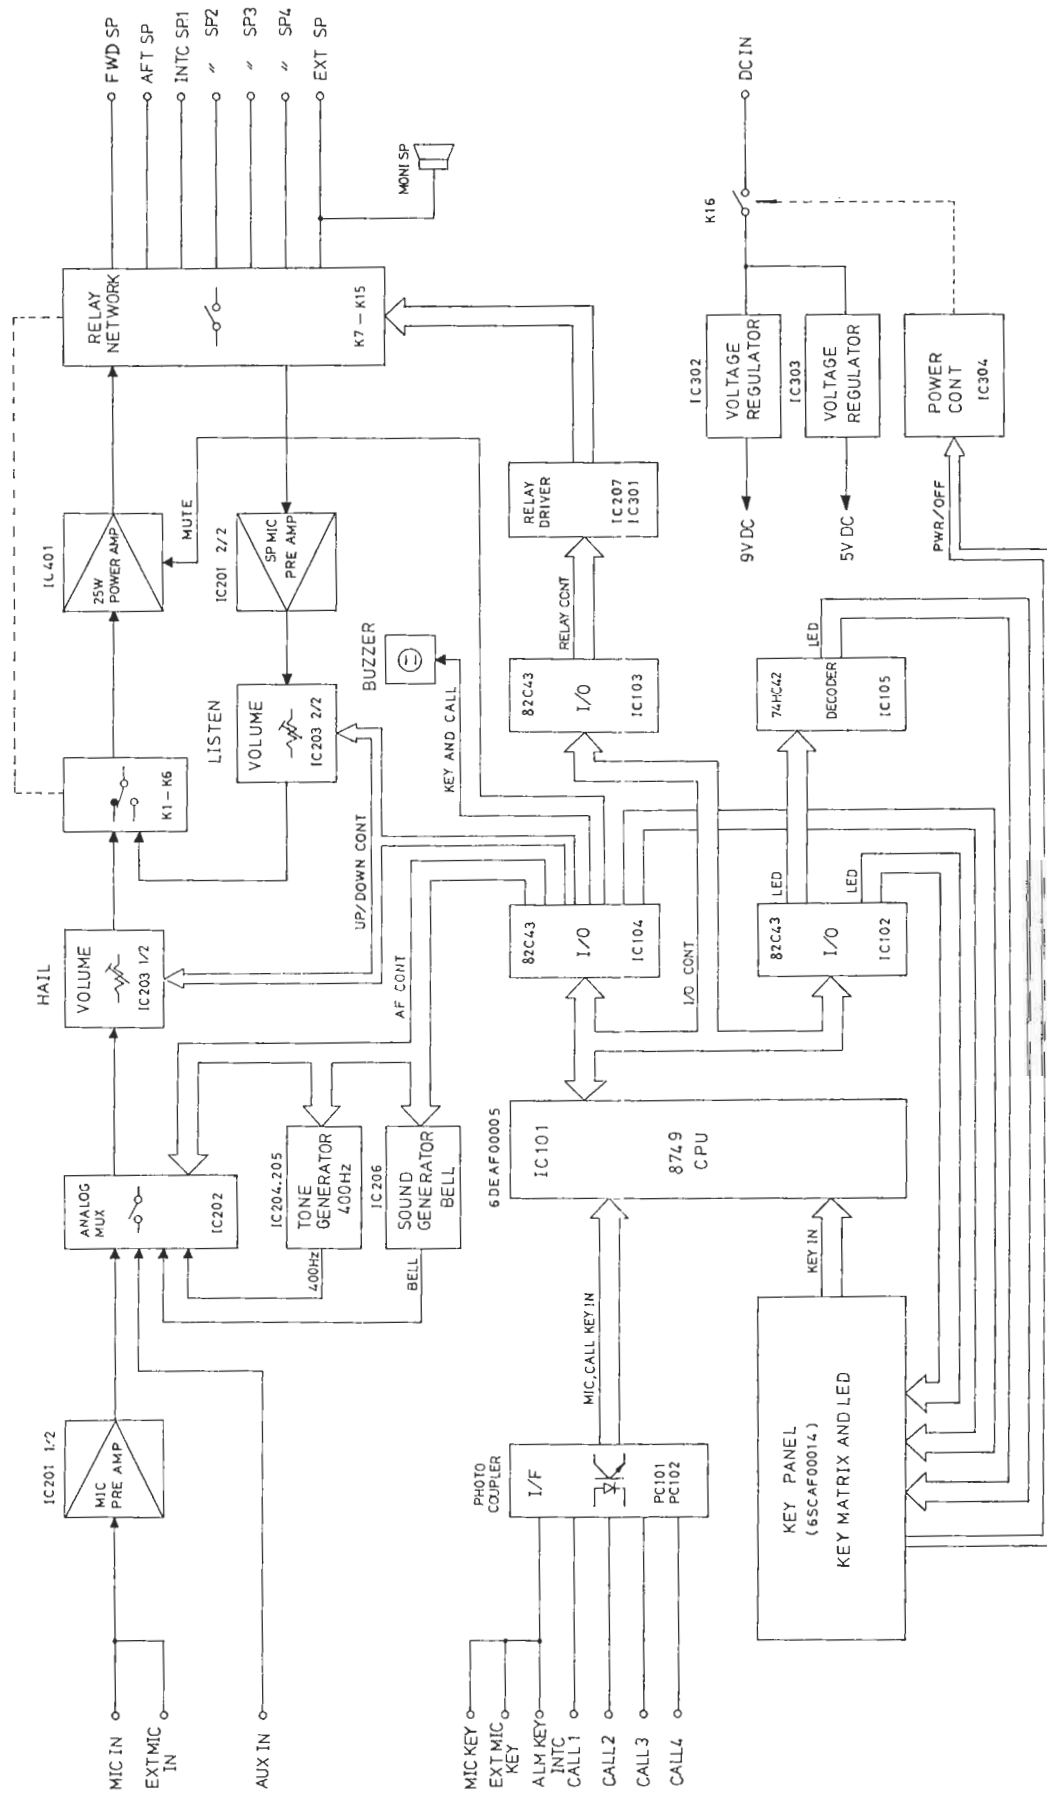 FWD SP
AFT SP
INTC SP1
〃 SP2
〃 SP3
〃 SP4
EXT SP
MONI SP
RELAY
NETWORK
K7 – K15
IC401
25W
POWER AMP
MUTE
IC201 2/2
SP MIC
PRE AMP
LISTEN
VOLUME
IC203 2/2
BUZZER
KEY AND CALL
K1 – K6
HAIL
VOLUME
IC203 1/2
UP/DOWN CONT
AF CONT
ANALOG
MUX
IC202
IC204.205
TONE
GENERATOR
400Hz
400Hz
IC206
SOUND
GENERATOR
BELL
BELL
IC201 1/2
MIC
PRE AMP
MIC IN
EXT MIC
IN
AUX IN
DC IN
K16
IC302
VOLTAGE
REGULATOR
9V DC
IC303
VOLTAGE
REGULATOR
5V DC
POWER
CONT
IC304
PWR/OFF
RELAY
DRIVER
IC207
IC301
RELAY CONT
82C43
I/O
IC103
74HC42
DECODER
IC105
LED
82C43
I/O
IC104
I/O CONT
82C43
I/O
IC102
LED
LED
6DEAF00005
IC101
8749
CPU
MIC,CALL KEY IN
KEY IN
PHOTO
COUPLER
I/F
PC101
PC102
KEY PANEL
(6SCAF00014)
KEY MATRIX AND LED
MIC KEY
EXT MIC
KEY
ALM KEY
INTC
CALL1
CALL2
CALL3
CALL4